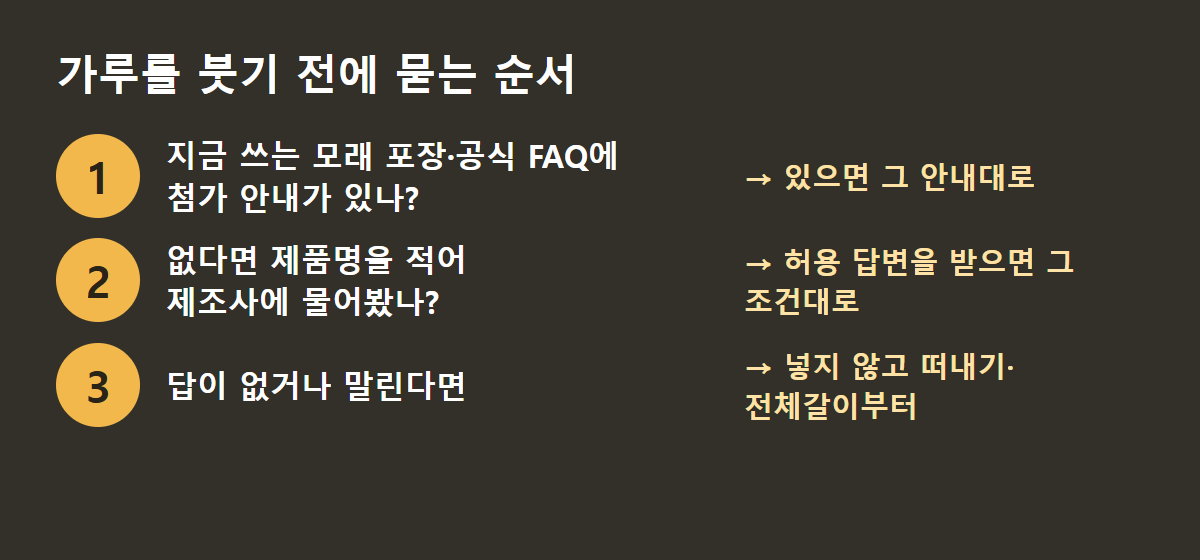 가루를 붓기 전에 묻는 순서
1
지금 쓰는 모래 포장·공식 FAQ에
첨가 안내가 있나?
→ 있으면 그 안내대로
2
없다면 제품명을 적어
제조사에 물어봤나?
→ 허용 답변을 받으면 그
조건대로
3
답이 없거나 말린다면
→ 넣지 않고 떠내기·
전체갈이부터